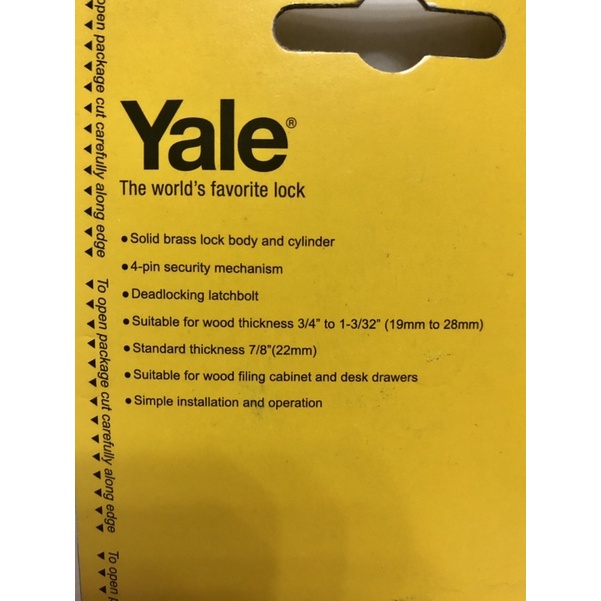 Yale®
The world's favorite lock
• Solid brass lock body and cylinder
• 4-pin security mechanism
• Deadlocking latchbolt
• Suitable for wood thickness 3/4" to 1-3/32" (19mm to 28mm)
• Standard thickness 7/8"(22mm)
• Suitable for wood filing cabinet and desk drawers
• Simple installation and operation
open package cut carefully along edge
To open package cut carefully along edge
To open